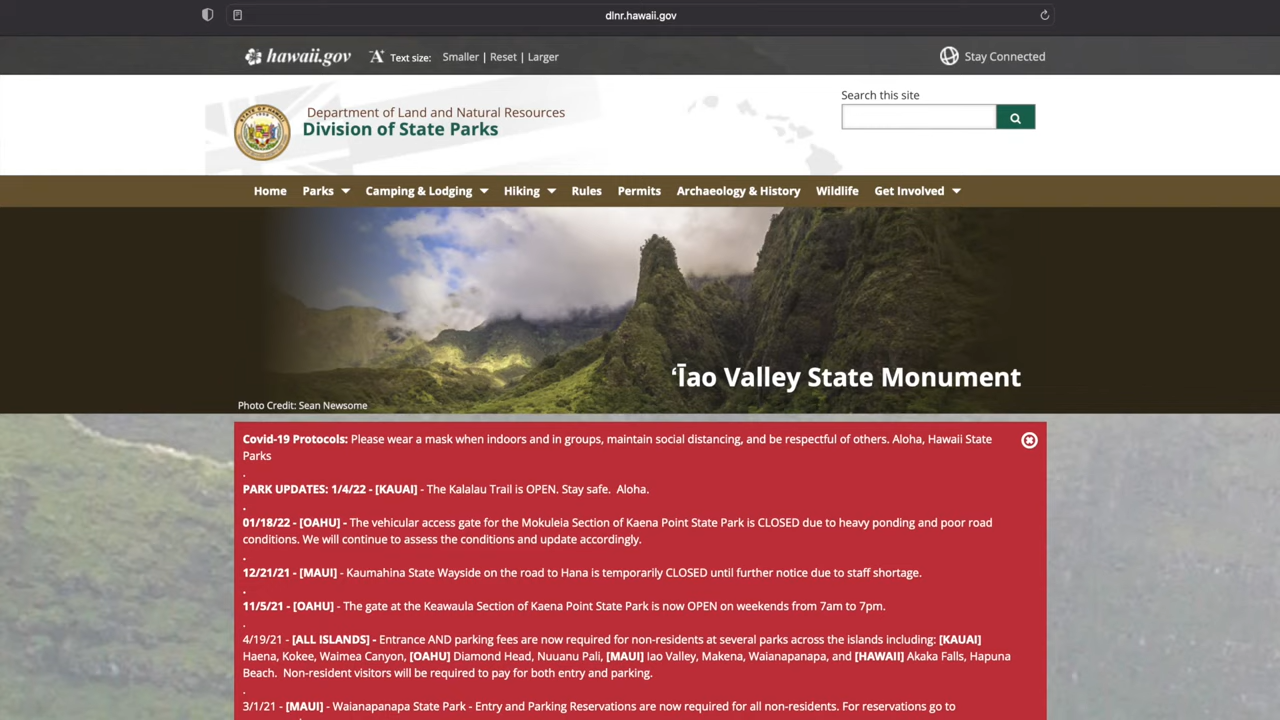 dlnr.hawaii.gov
hawaii.gov
A Text size: Smaller | Reset | Larger
Stay Connected
Department of Land and Natural Resources
Division of State Parks
Search this site
Home Parks Camping & Lodging Hiking Rules Permits Archaeology & History Wildlife Get Involved
ʻĪao Valley State Monument
Photo Credit: Sean Newsome
Covid-19 Protocols: Please wear a mask when indoors and in groups, maintain social distancing, and be respectful of others. Aloha, Hawaii State
Parks
.
PARK UPDATES: 1/4/22 - [KAUAI] - The Kalalau Trail is OPEN. Stay safe. Aloha.
.
01/18/22 - [OAHU] - The vehicular access gate for the Mokuleia Section of Kaena Point State Park is CLOSED due to heavy ponding and poor road
conditions. We will continue to assess the conditions and update accordingly.
.
12/21/21 - [MAUI] - Kaumahina State Wayside on the road to Hana is temporarily CLOSED until further notice due to staff shortage.
.
11/5/21 - [OAHU] - The gate at the Keawaula Section of Kaena Point State Park is now OPEN on weekends from 7am to 7pm.
.
4/19/21 - [ALL ISLANDS] - Entrance AND parking fees are now required for non-residents at several parks across the islands including: [KAUAI]
Haena, Kokee, Waimea Canyon, [OAHU] Diamond Head, Nuuanu Pali, [MAUI] Iao Valley, Makena, Waianapanapa, and [HAWAII] Akaka Falls, Hapuna
Beach. Non-resident visitors will be required to pay for both entry and parking.
.
3/1/21 - [MAUI] - Waianapanapa State Park - Entry and Parking Reservations are now required for all non-residents. For reservations go to